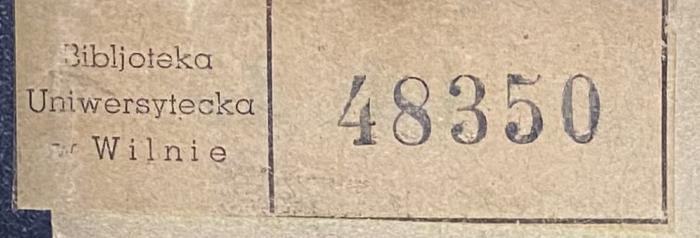 Bibljoteka
Uniwersytecka
w Wilnie
48350